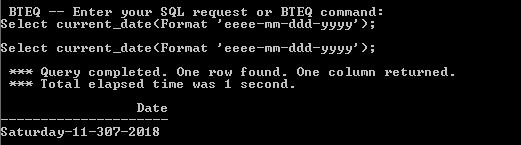 BTEQ -- Enter your SQL request or BTEQ command:
Select current_date(Format 'eeee-mm-ddd-yyyy');
Select current_date(Format 'eeee-mm-ddd-yyyy');
*** Query completed. One row found. One column returned.
*** Total elapsed time was 1 second.
Date
---------------------
Saturday-11-307-2018